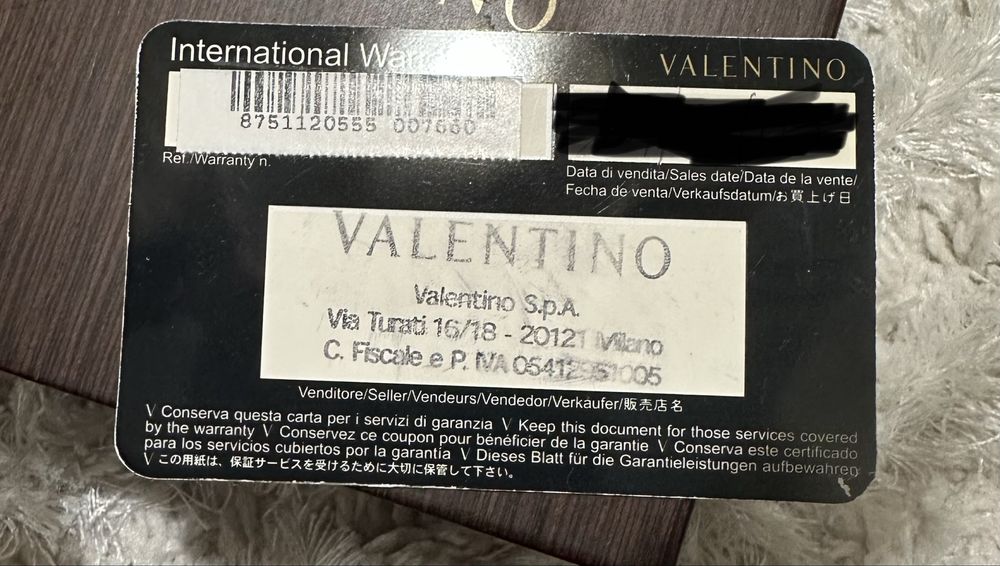 International
VALENTINO
8751120555 007660
Ref./Warranty n.
Data di vendita/Sales date/Data de la vente/
Fecha de venta/Verkaufsdatum/お買上げ日
VALENTINO
Valentino S.p.A.
Via Turati 16/18 - 20121 Milano
C. Fiscale e P. IVA
Venditore/Seller/Vendeurs/Vendedor/Verkaufer/販売店名
V Conserva questa carta per i servizi di garanzia V Keep this document for those services covered
by the warranty V Conservez ce coupon pour bénéficier de la garantie V Conserva este certificado
para los servicios cubiertos por la garantía V Dieses Blatt für die Garantieleistungen aufbewahren
V この用紙は、保証サービスを受けるために大切に保管して下さい。